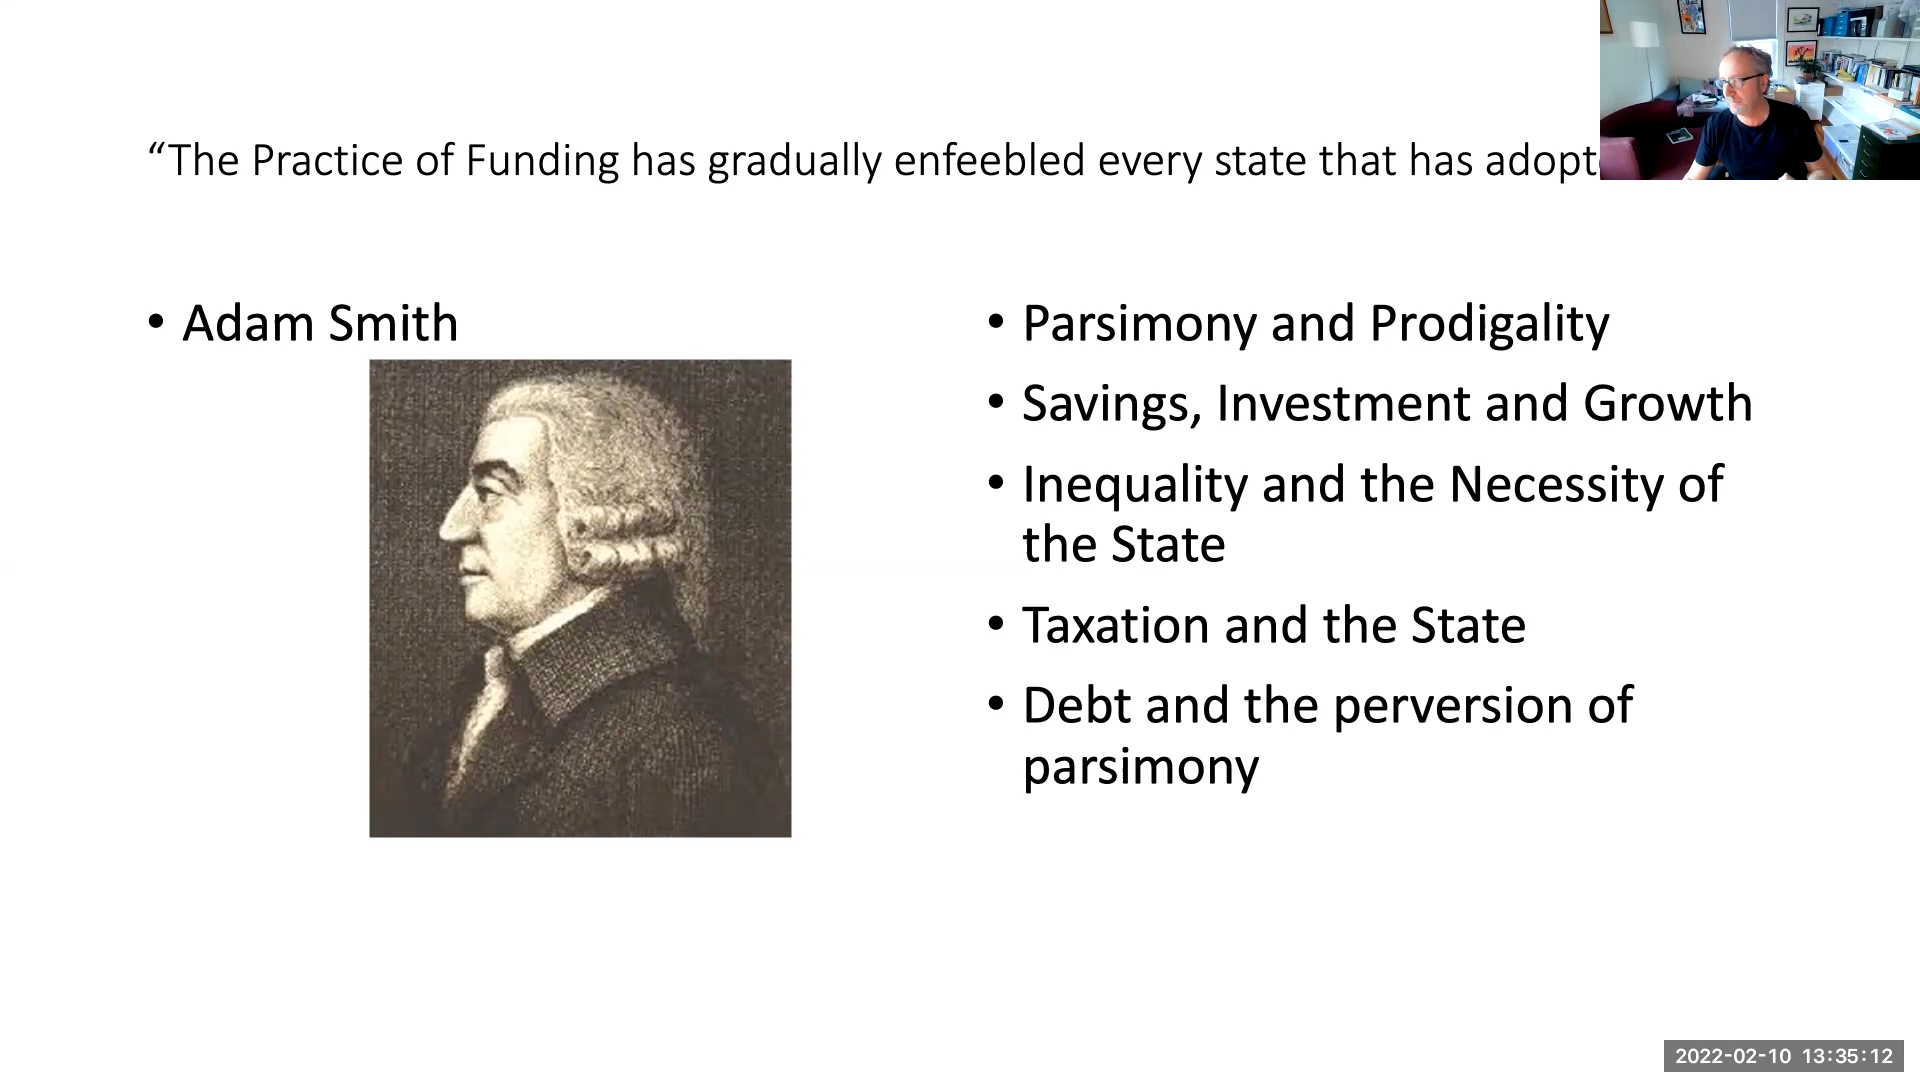 “The Practice of Funding has gradually enfeebled every state that has
• Adam Smith
• Parsimony and Prodigality
• Savings, Investment and Growth
• Inequality and the Necessity of
the State
• Taxation and the State
• Debt and the perversion of
parsimony
2022-02-10 13:35:12